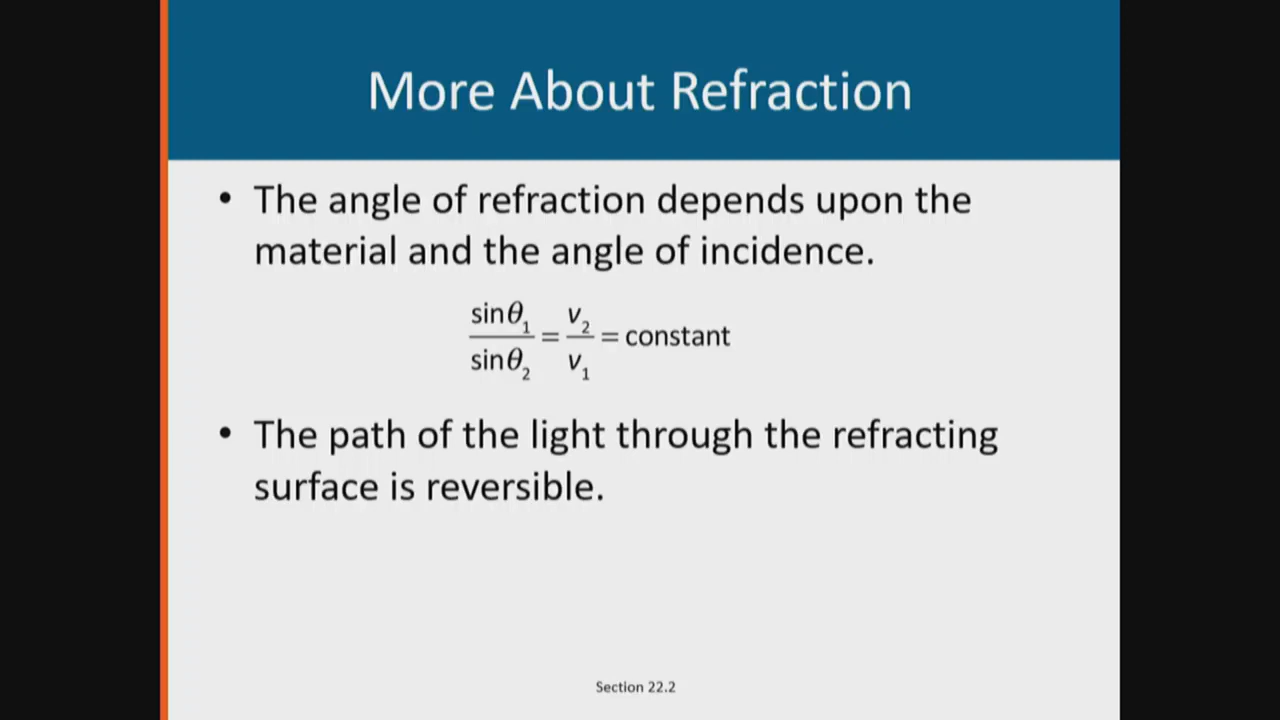 More About Refraction
• The angle of refraction depends upon the
material and the angle of incidence.
sinθ₁/sinθ₂ = v₂/v₁ = constant
• The path of the light through the refracting
surface is reversible.
Section 22.2